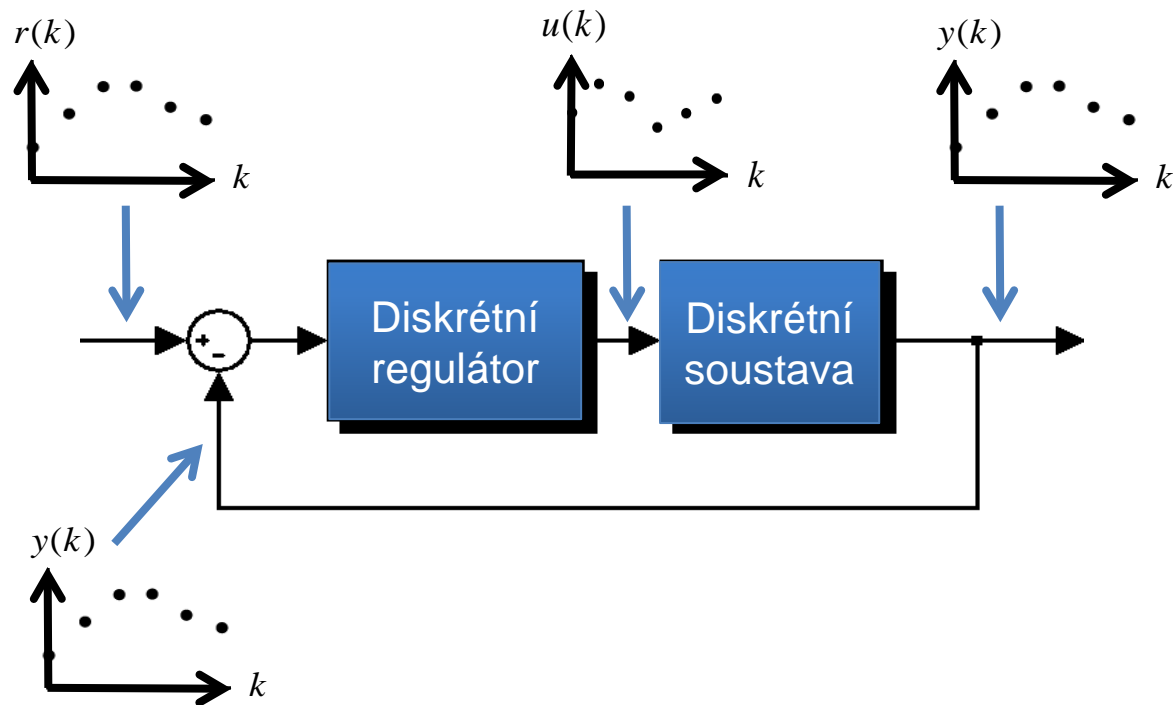 r(k)
k
u(k)
k
y(k)
k
+
-
Diskrétní
regulátor
Diskrétní
soustava
y(k)
k